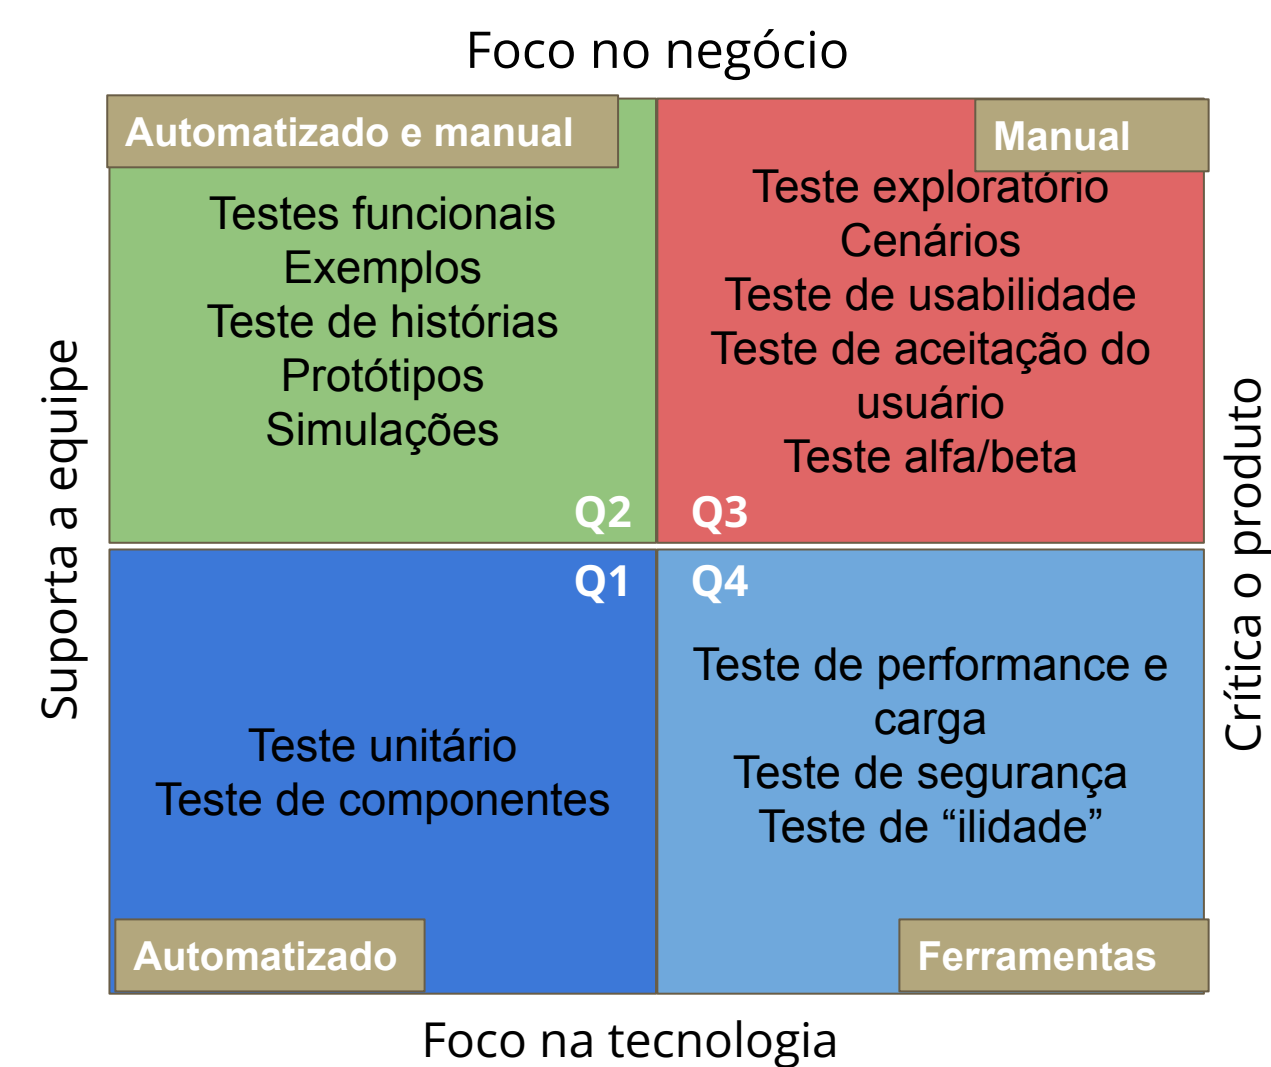 Foco no negócio
Automatizado e manual
Testes funcionais
Exemplos
Teste de histórias
Protótipos
Simulações
Q2
Manual
Teste exploratório
Cenários
Teste de usabilidade
Teste de aceitação do
usuário
Teste alfa/beta
Q3
Suporta a equipe
Crítica o produto
Q1
Teste unitário
Teste de componentes
Automatizado
Q4
Teste de performance e
carga
Teste de segurança
Teste de “ilidade”
Ferramentas
Foco na tecnologia